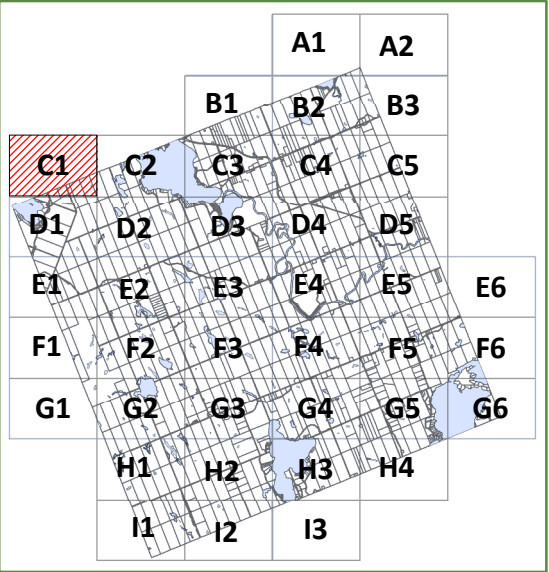 A1 A2
B1 B2 B3
C1 C2 C3 C4 C5
D1 D2 D3 D4 D5
E1 E2 E3 E4 E5 E6
F1 F2 F3 F4 F5 F6
G1 G2 G3 G4 G5 G6
H1 H2 H3 H4
I1 I2 I3